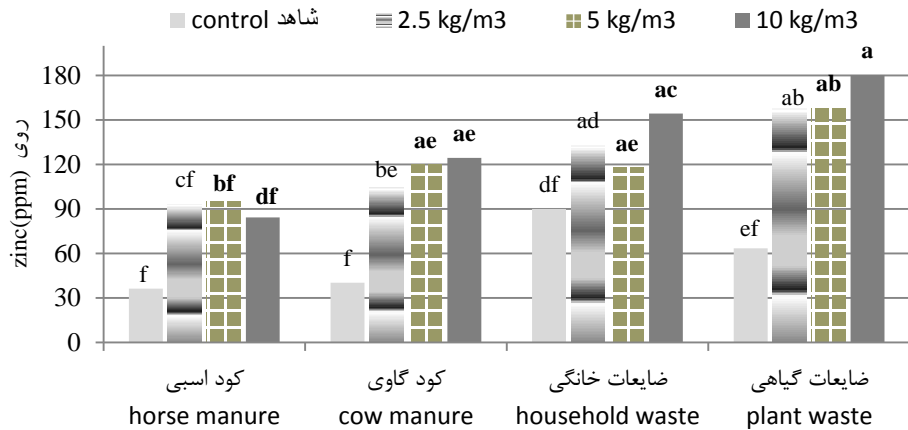 control شاهد 2.5 kg/m3 5 kg/m3 10 kg/m3
روی zinc(ppm)
180
150
120
90
60
30
0
f cf bf df
f be ae ae
df ad ae ac
ef ab ab a
کود اسبی کود گاوی ضایعات خانگی ضایعات گیاهی
horse manure cow manure household waste plant waste